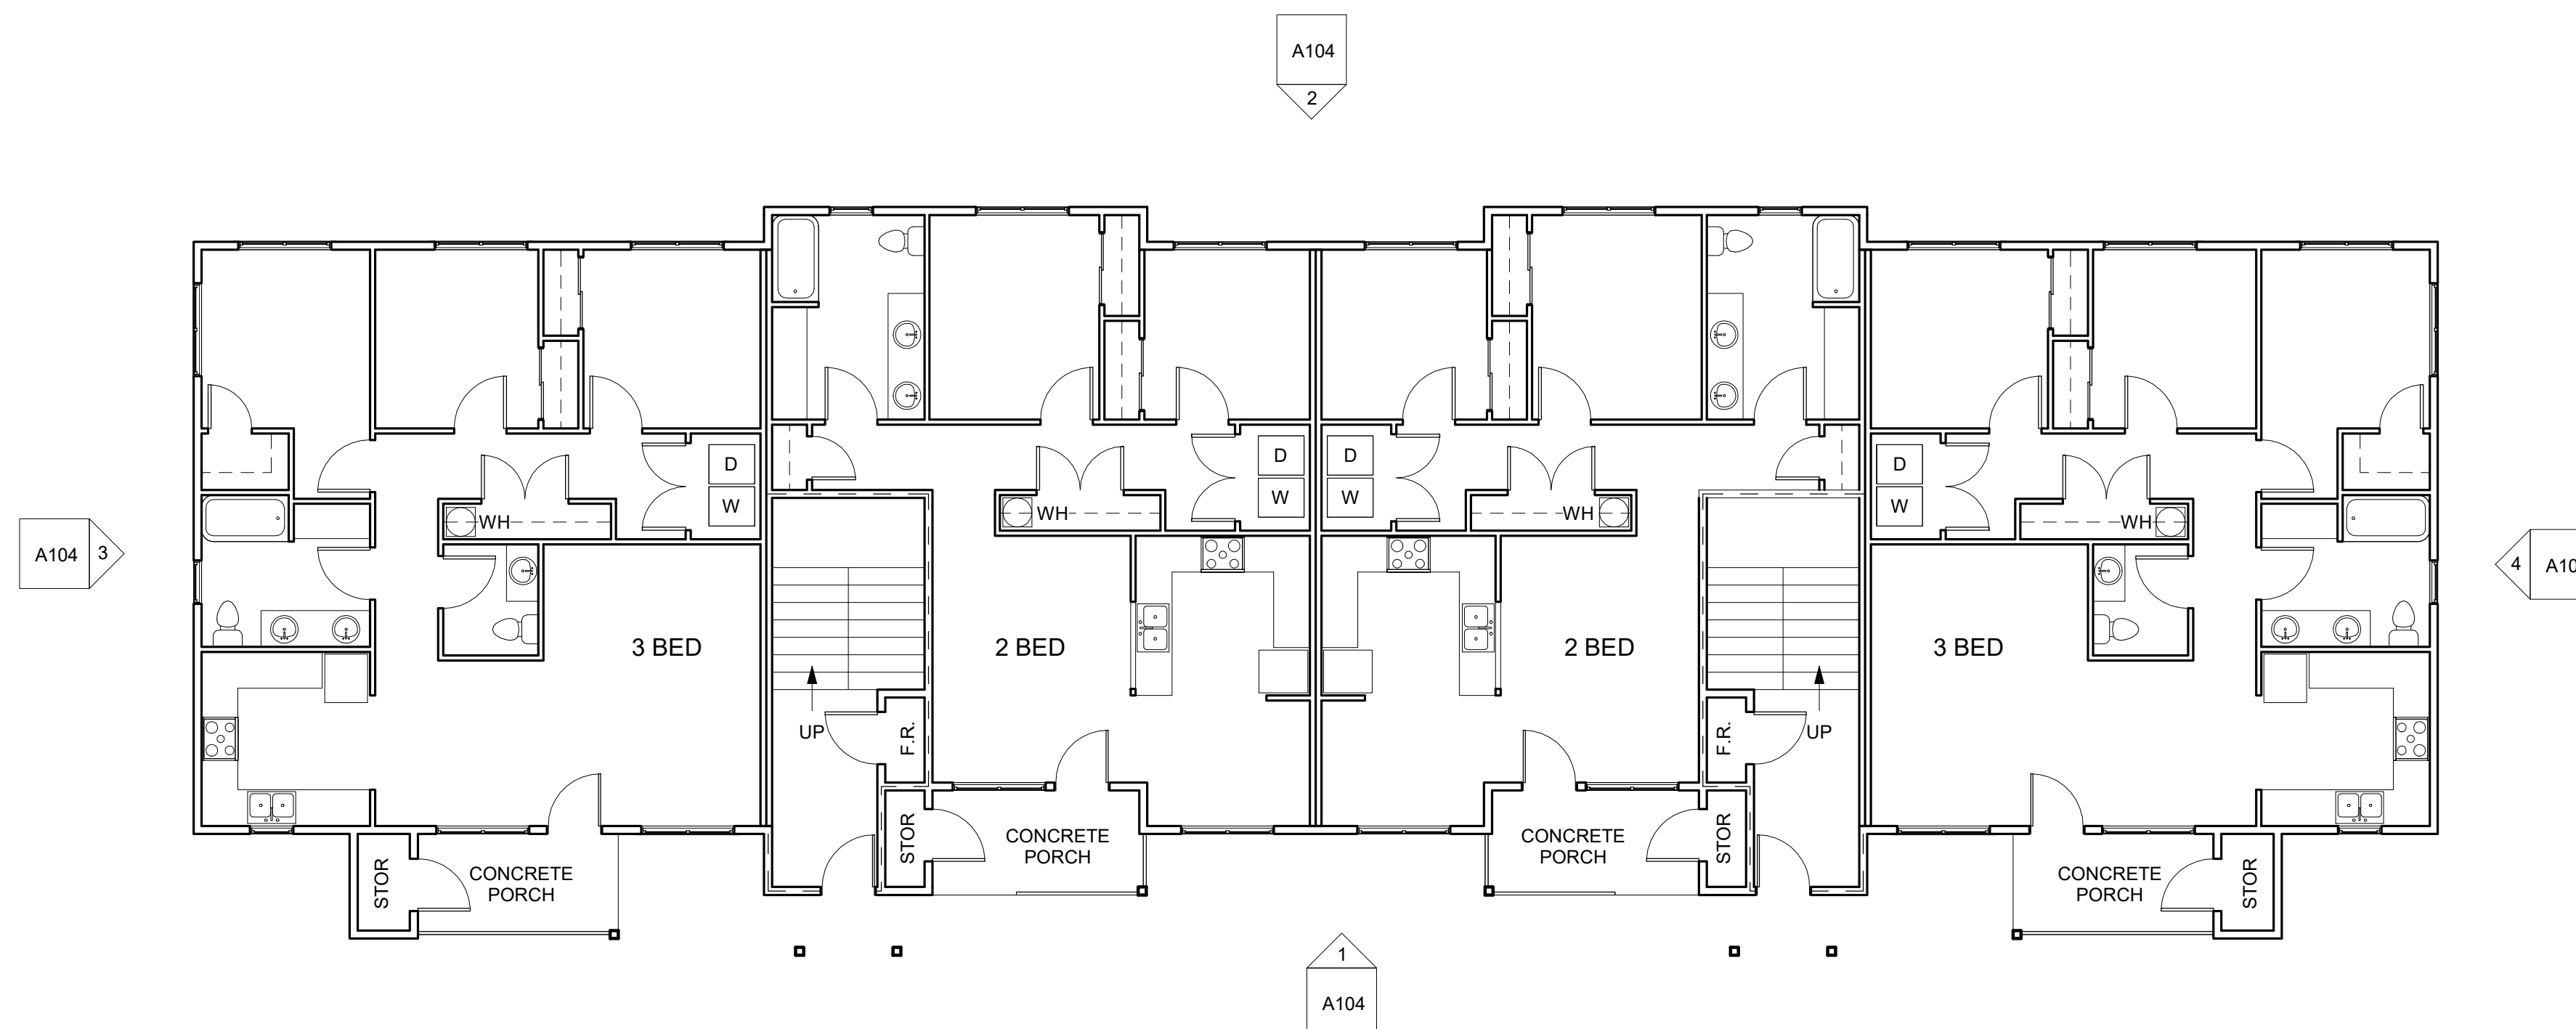 A104
2
D
D
D
D
W
W
W
W
WH
WH
WH
WH
A104
3
4
3 BED
2 BED
2 BED
3 BED
UP
F.R.
F.R.
UP
STOR
CONCRETE
PORCH
CONCRETE
PORCH
STOR
STOR
CONCRETE
PORCH
CONCRETE
PORCH
STOR
1
A104